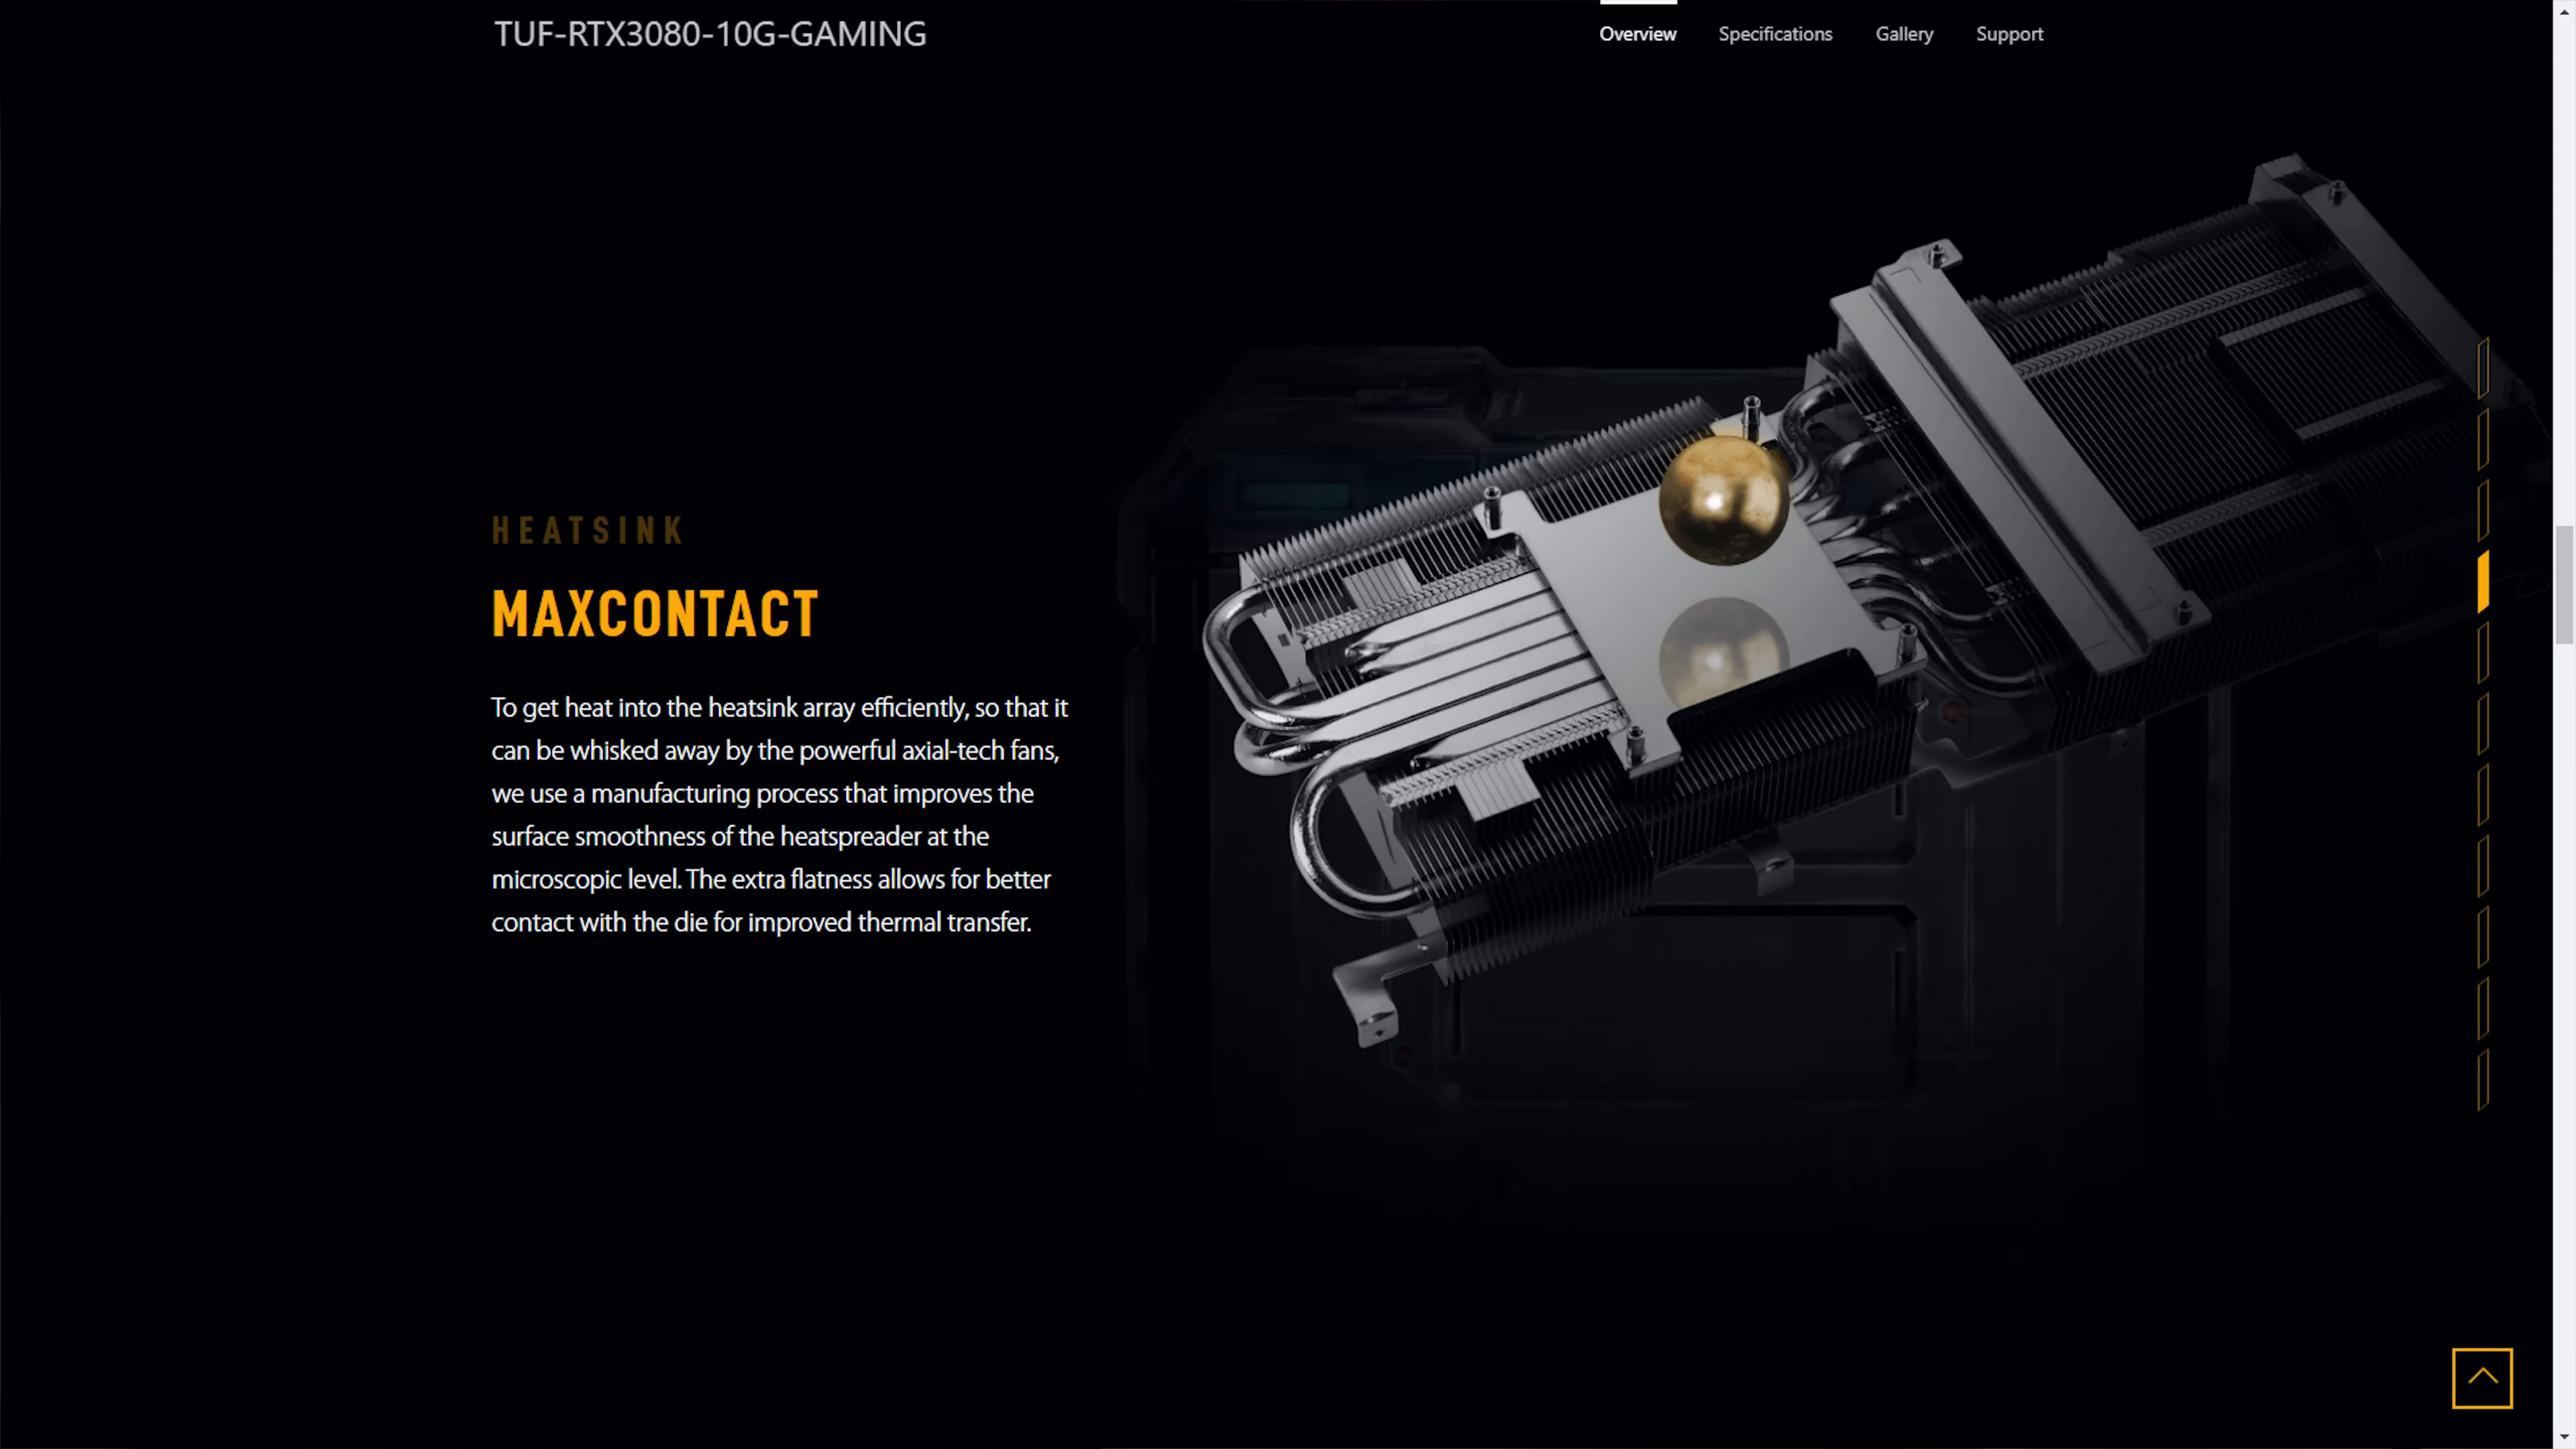 TUF-RTX3080-10G-GAMING
Overview Specifications Gallery Support
HEATSINK
MAXCONTACT
To get heat into the heatsink array efficiently, so that it
can be whisked away by the powerful axial-tech fans,
we use a manufacturing process that improves the
surface smoothness of the heatspreader at the
microscopic level. The extra flatness allows for better
contact with the die for improved thermal transfer.